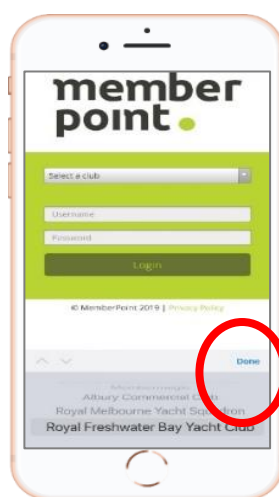 member
point.
Select a club
Username
Password
Login
© MemberPoint 2019 | Privacy Policy
Done
Albury Commercial Club
Royal Melbourne Yacht Squadron
Royal Freshwater Bay Yacht Club